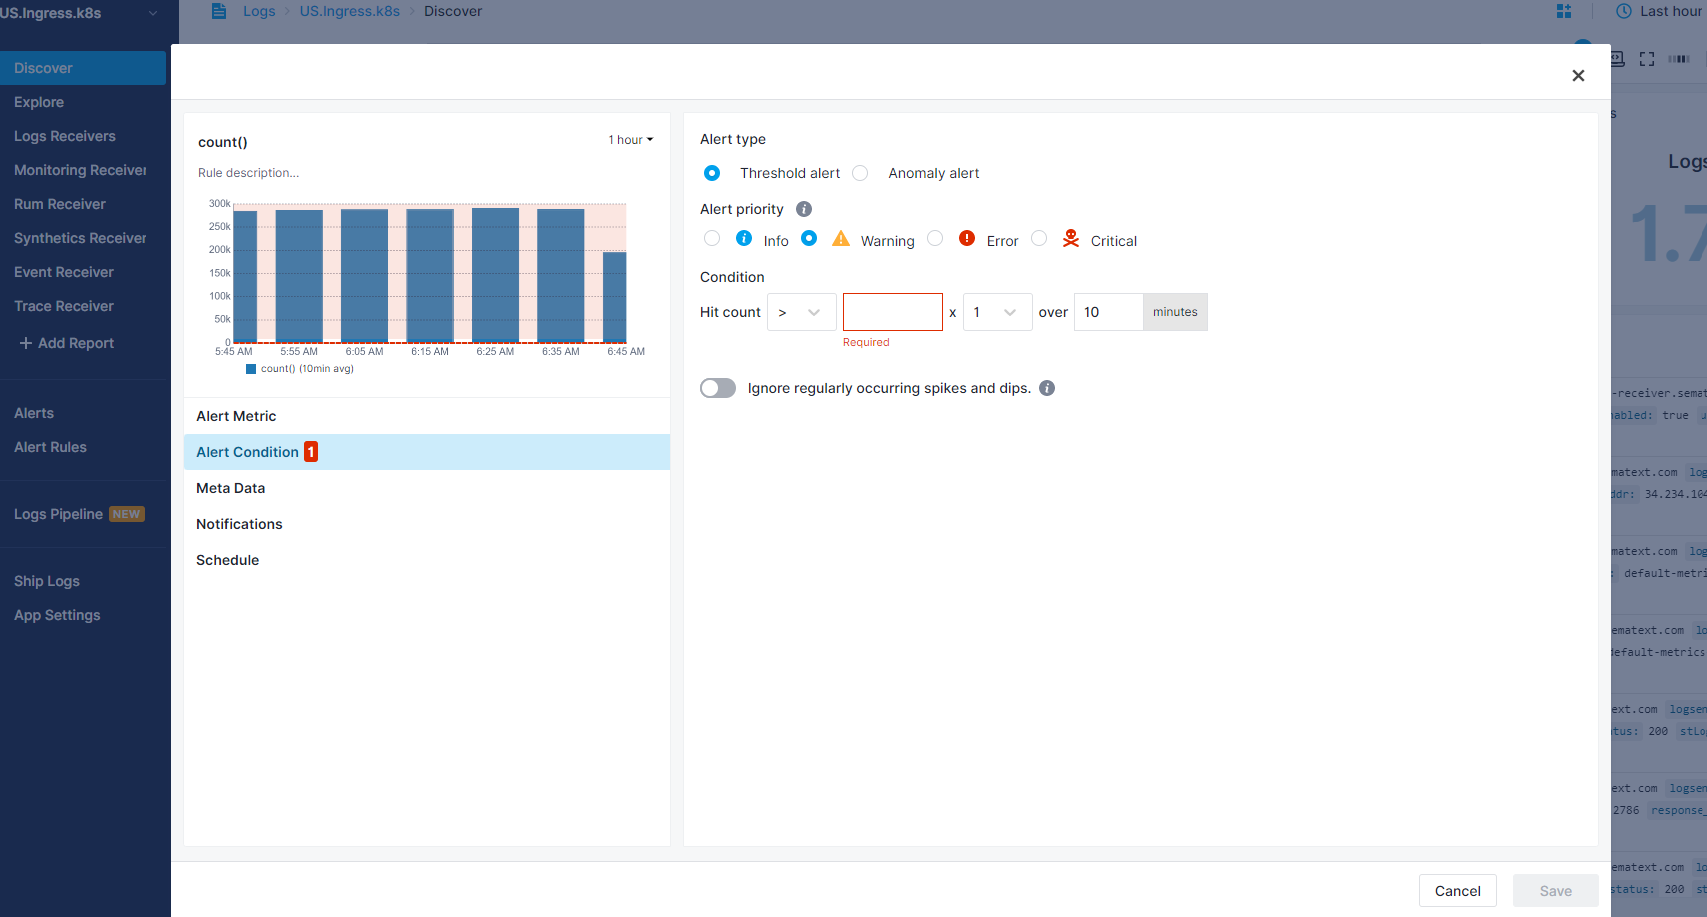 US.Ingress.k8s
Logs
US.Ingress.k8s
Discover
Last hour
Discover
Explore
Logs Receivers
Monitoring Receiver
Rum Receiver
Synthetics Receiver
Event Receiver
Trace Receiver
+ Add Report
Alerts
Alert Rules
Logs Pipeline NEW
Ship Logs
App Settings
count()
1 hour
Rule description...
300k
250k
200k
150k
100k
50k
0
5:45 AM 5:55 AM 6:05 AM 6:15 AM 6:25 AM 6:35 AM 6:45 AM
count() (10min avg)
Alert Metric
Alert Condition 1
Meta Data
Notifications
Schedule
Alert type
Threshold alert Anomaly alert
Alert priority
Info Warning Error Critical
Condition
Hit count > x 1 over 10 minutes
Required
Ignore regularly occurring spikes and dips.
Cancel Save
s
Logs
1.7
-receiver.semat
nabled: true
matext.com log
ddr: 34.234.104
matext.com log
: default-metri
ematext.com lo
default-metrics
ext.com logsen
tus: 200 stLo
ext.com logsen
2786 response_
ematext.com lo
status: 200 st